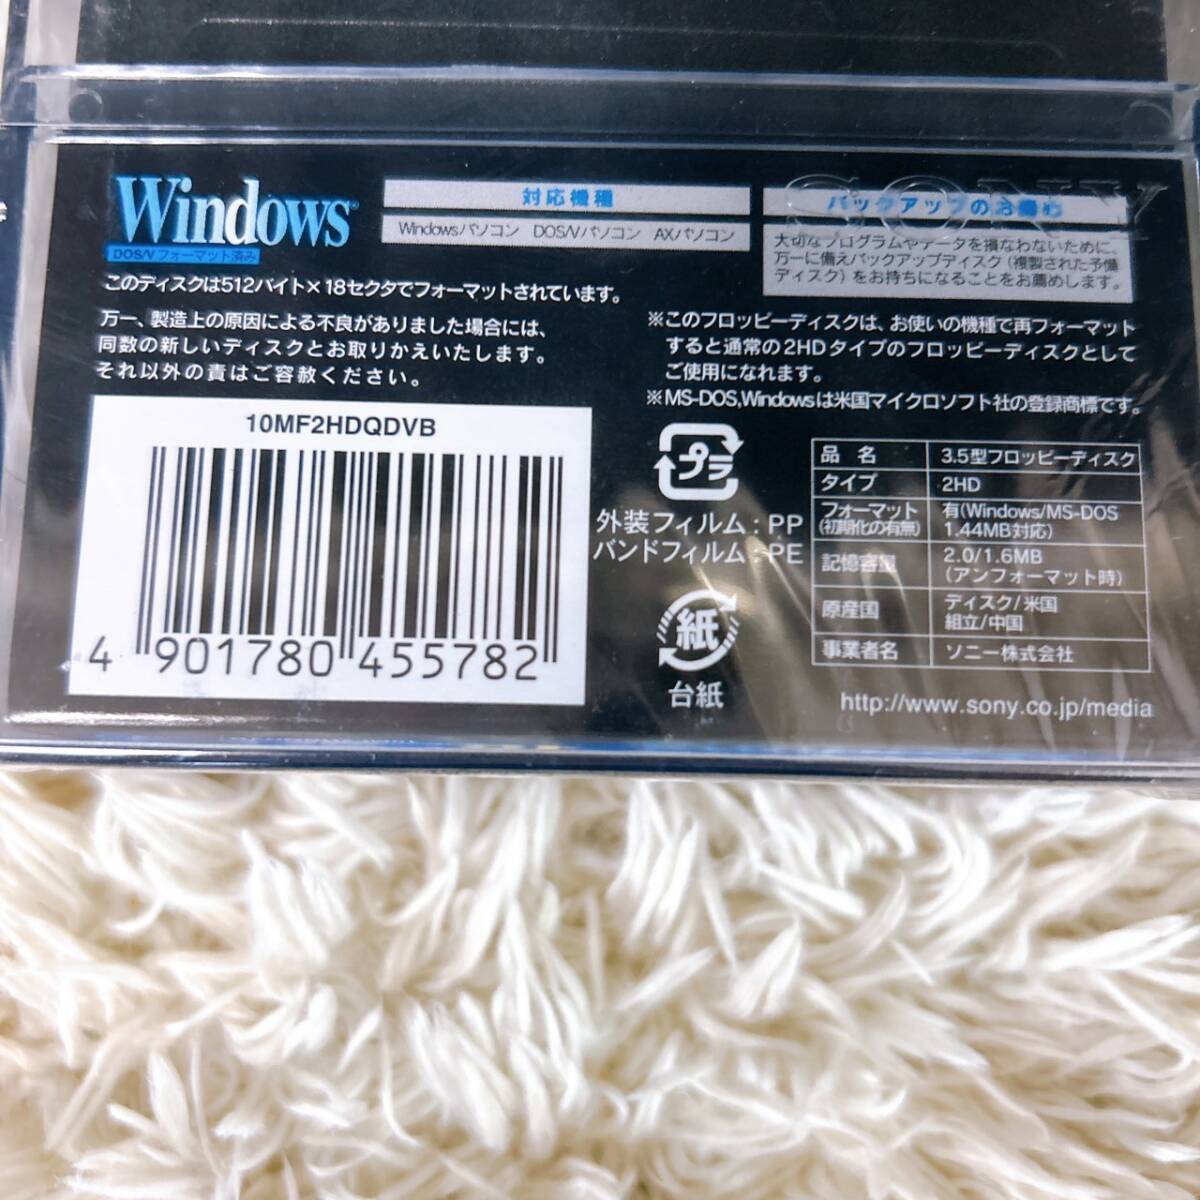 SONY
Windows®
DOS/V フォーマット済み
対応機種
Windowsパソコン DOS/Vパソコン AXパソコン
バックアップのお薦め
大切なプログラムやデータを損なわないために、
万一に備えバックアップディスク(複製された予備
ディスク)をお持ちになることをお薦めします。
このディスクは512バイト×18セクタでフォーマットされています。
万一、製造上の原因による不良がありました場合には、
同数の新しいディスクとお取りかえいたします。
それ以外の責はご容赦ください。
※このフロッピーディスクは、お使いの機種で再フォーマット
すると通常の2HDタイプのフロッピーディスクとして
ご使用になれます。
※MS-DOS,Windowsは米国マイクロソフト社の登録商標です。
10MF2HDQDVB
4 901780 455782
プラ
外装フィルム:PP
バンドフィルム:PE
紙
台紙
品名 3.5型フロッピーディスク
タイプ 2HD
フォーマット 有(Windows/MS-DOS
(初期化の有無) 1.44MB対応)
記憶容量 2.0/1.6MB
(アンフォーマット時)
原産国 ディスク/米国
組立/中国
事業者名 ソニー株式会社
http://www.sony.co.jp/media